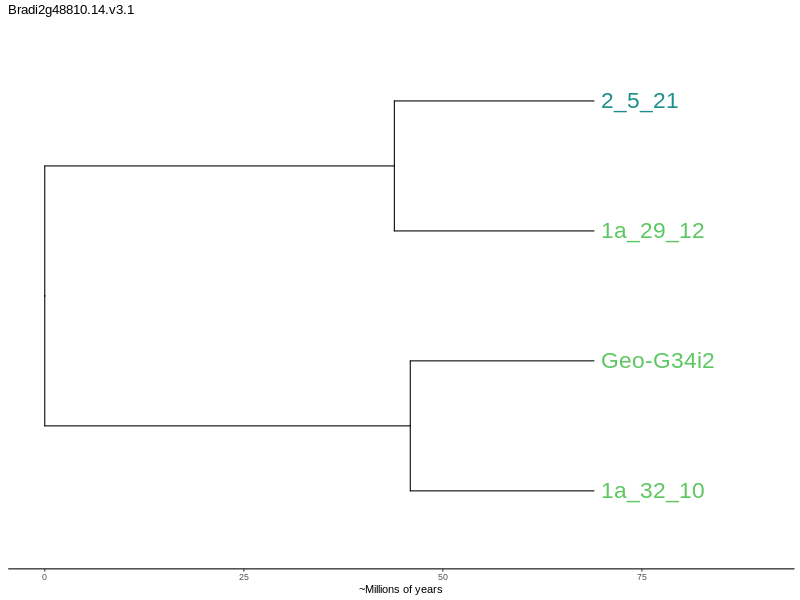 Bradi2g48810.14.v3.1
2_5_21
1a_29_12
Geo-G34i2
1a_32_10
0 25 50 75
~Millions of years